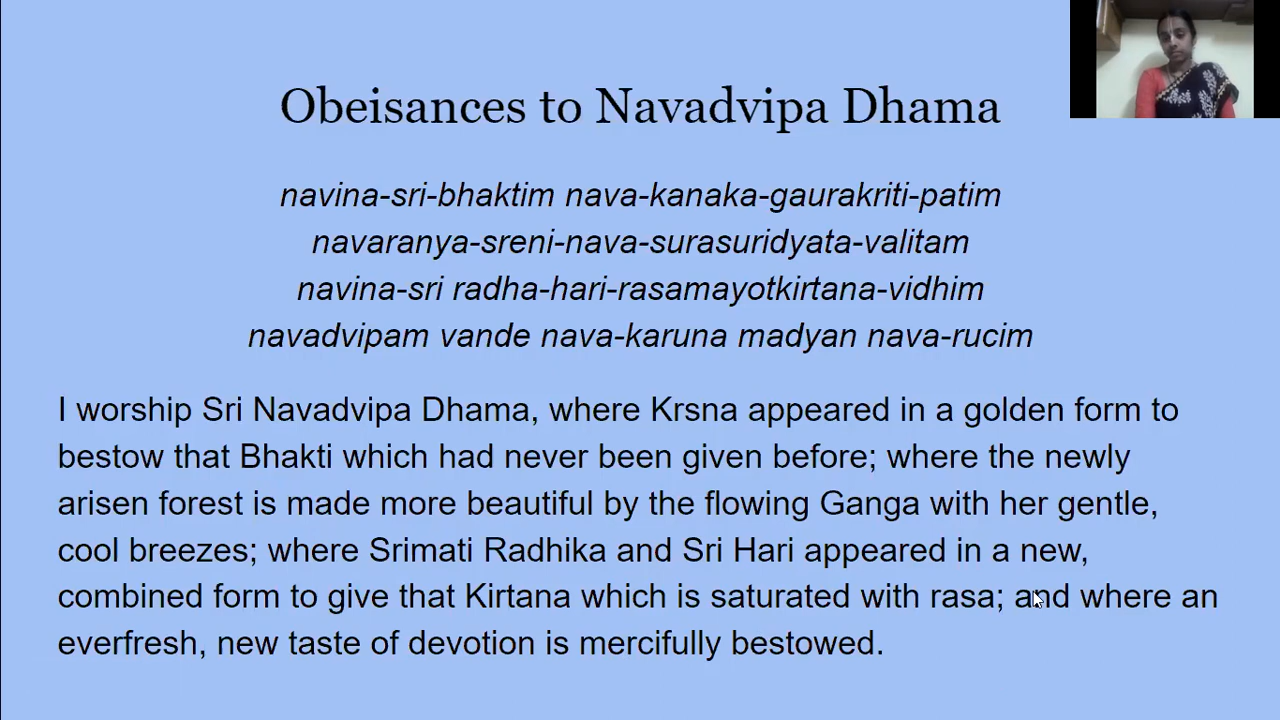 Obeisances to Navadvipa Dhama
navina-sri-bhaktim nava-kanaka-gaurakriti-patim
navaranya-sreni-nava-surasuridyata-valitam
navina-sri radha-hari-rasamayotkirtana-vidhim
navadvipam vande nava-karuna madyan nava-rucim
I worship Sri Navadvipa Dhama, where Krsna appeared in a golden form to
bestow that Bhakti which had never been given before; where the newly
arisen forest is made more beautiful by the flowing Ganga with her gentle,
cool breezes; where Srimati Radhika and Sri Hari appeared in a new,
combined form to give that Kirtana which is saturated with rasa; and where an
everfresh, new taste of devotion is mercifully bestowed.